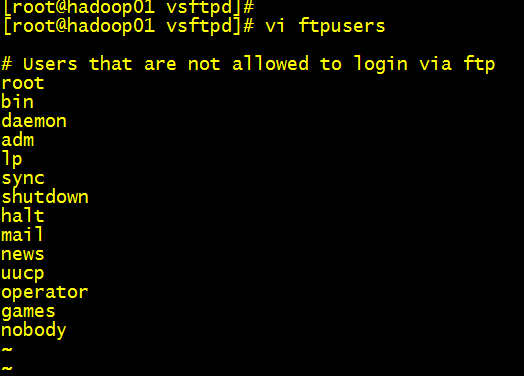 [root@hadoop01 vsftpd]#
[root@hadoop01 vsftpd]# vi ftpusers
# Users that are not allowed to login via ftp
root
bin
daemon
adm
lp
sync
shutdown
halt
mail
news
uucp
operator
games
nobody
~
~